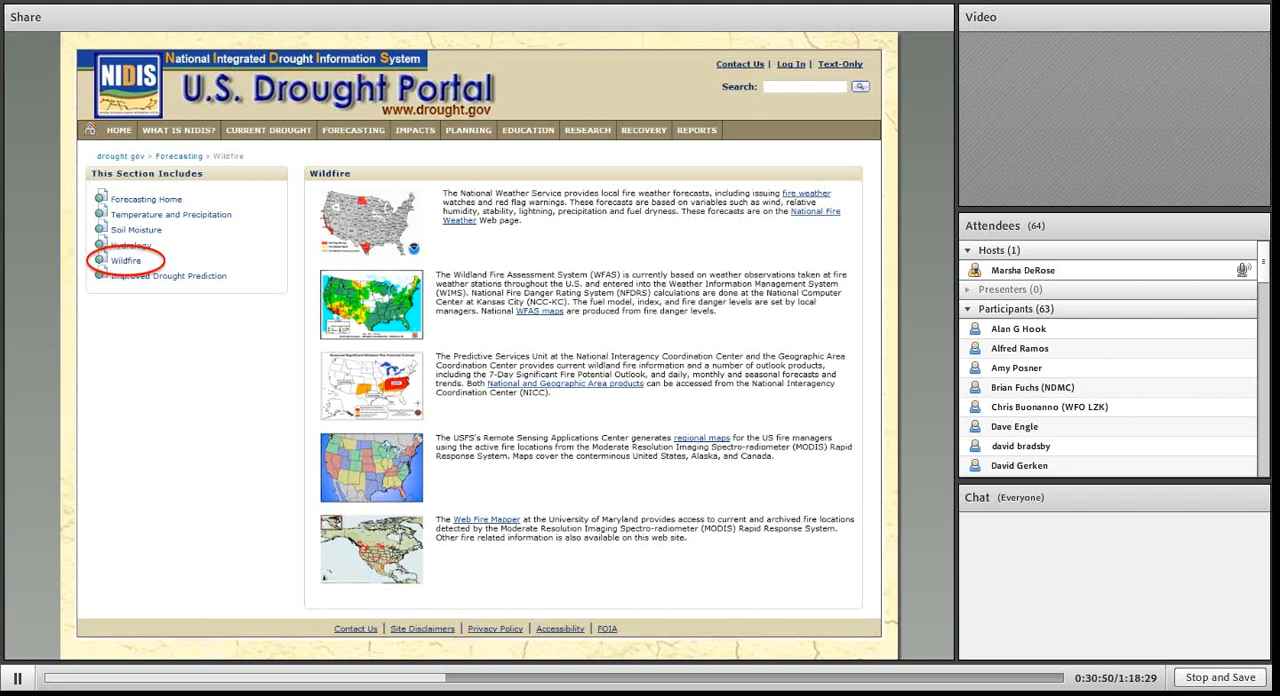 Share
National Integrated Drought Information System
NIDIS
U.S. Drought Portal
www.drought.gov
Contact Us | Log In | Text-Only
Search:
HOME WHAT IS NIDIS? CURRENT DROUGHT FORECASTING IMPACTS PLANNING EDUCATION RESEARCH RECOVERY REPORTS
drought.gov > Forecasting > Wildfire
This Section Includes
Forecasting Home
Temperature and Precipitation
Soil Moisture
Hydrology
Wildfire
Improved Drought Prediction
Wildfire
The National Weather Service provides local fire weather forecasts, including issuing fire weather
watches and red flag warnings. These forecasts are based on variables such as wind, relative
humidity, stability, lightning, precipitation and fuel dryness. These forecasts are on the National Fire
Weather Web page.
The Wildland Fire Assessment System (WFAS) is currently based on weather observations taken at fire
weather stations throughout the U.S. and entered into the Weather Information Management System
(WIMS). National Fire Danger Rating System (NFDRS) calculations are done at the National Computer
Center at Kansas City (NCC-KC). The fuel model, index, and fire danger levels are set by local
managers. National WFAS maps are produced from fire danger levels.
The Predictive Services Unit at the National Interagency Coordination Center and the Geographic Area
Coordination Center provides current wildland fire information and a number of outlook products,
including the 7-Day Significant Fire Potential Outlook, and daily, monthly and seasonal forecasts and
trends. Both National and Geographic Area products can be accessed from the National Interagency
Coordination Center (NICC).
The USFS's Remote Sensing Applications Center generates regional maps for the US fire managers
using the active fire locations from the Moderate Resolution Imaging Spectro-radiometer (MODIS) Rapid
Response System. Maps cover the conterminous United States, Alaska, and Canada.
The Web Fire Mapper at the University of Maryland provides access to current and archived fire locations
detected by the Moderate Resolution Imaging Spectro-radiometer (MODIS) Rapid Response System.
Other fire related information is also available on this web site.
Contact Us | Site Disclaimers | Privacy Policy | Accessibility | FOIA
Video
Attendees (64)
Hosts (1)
Marsha DeRose
Presenters (0)
Participants (63)
Alan G Hook
Alfred Ramos
Amy Posner
Brian Fuchs (NDMC)
Chris Buonanno (WFO LZK)
Dave Engle
david bradsby
David Gerken
Chat (Everyone)
0:30:50/1:18:29
Stop and Save